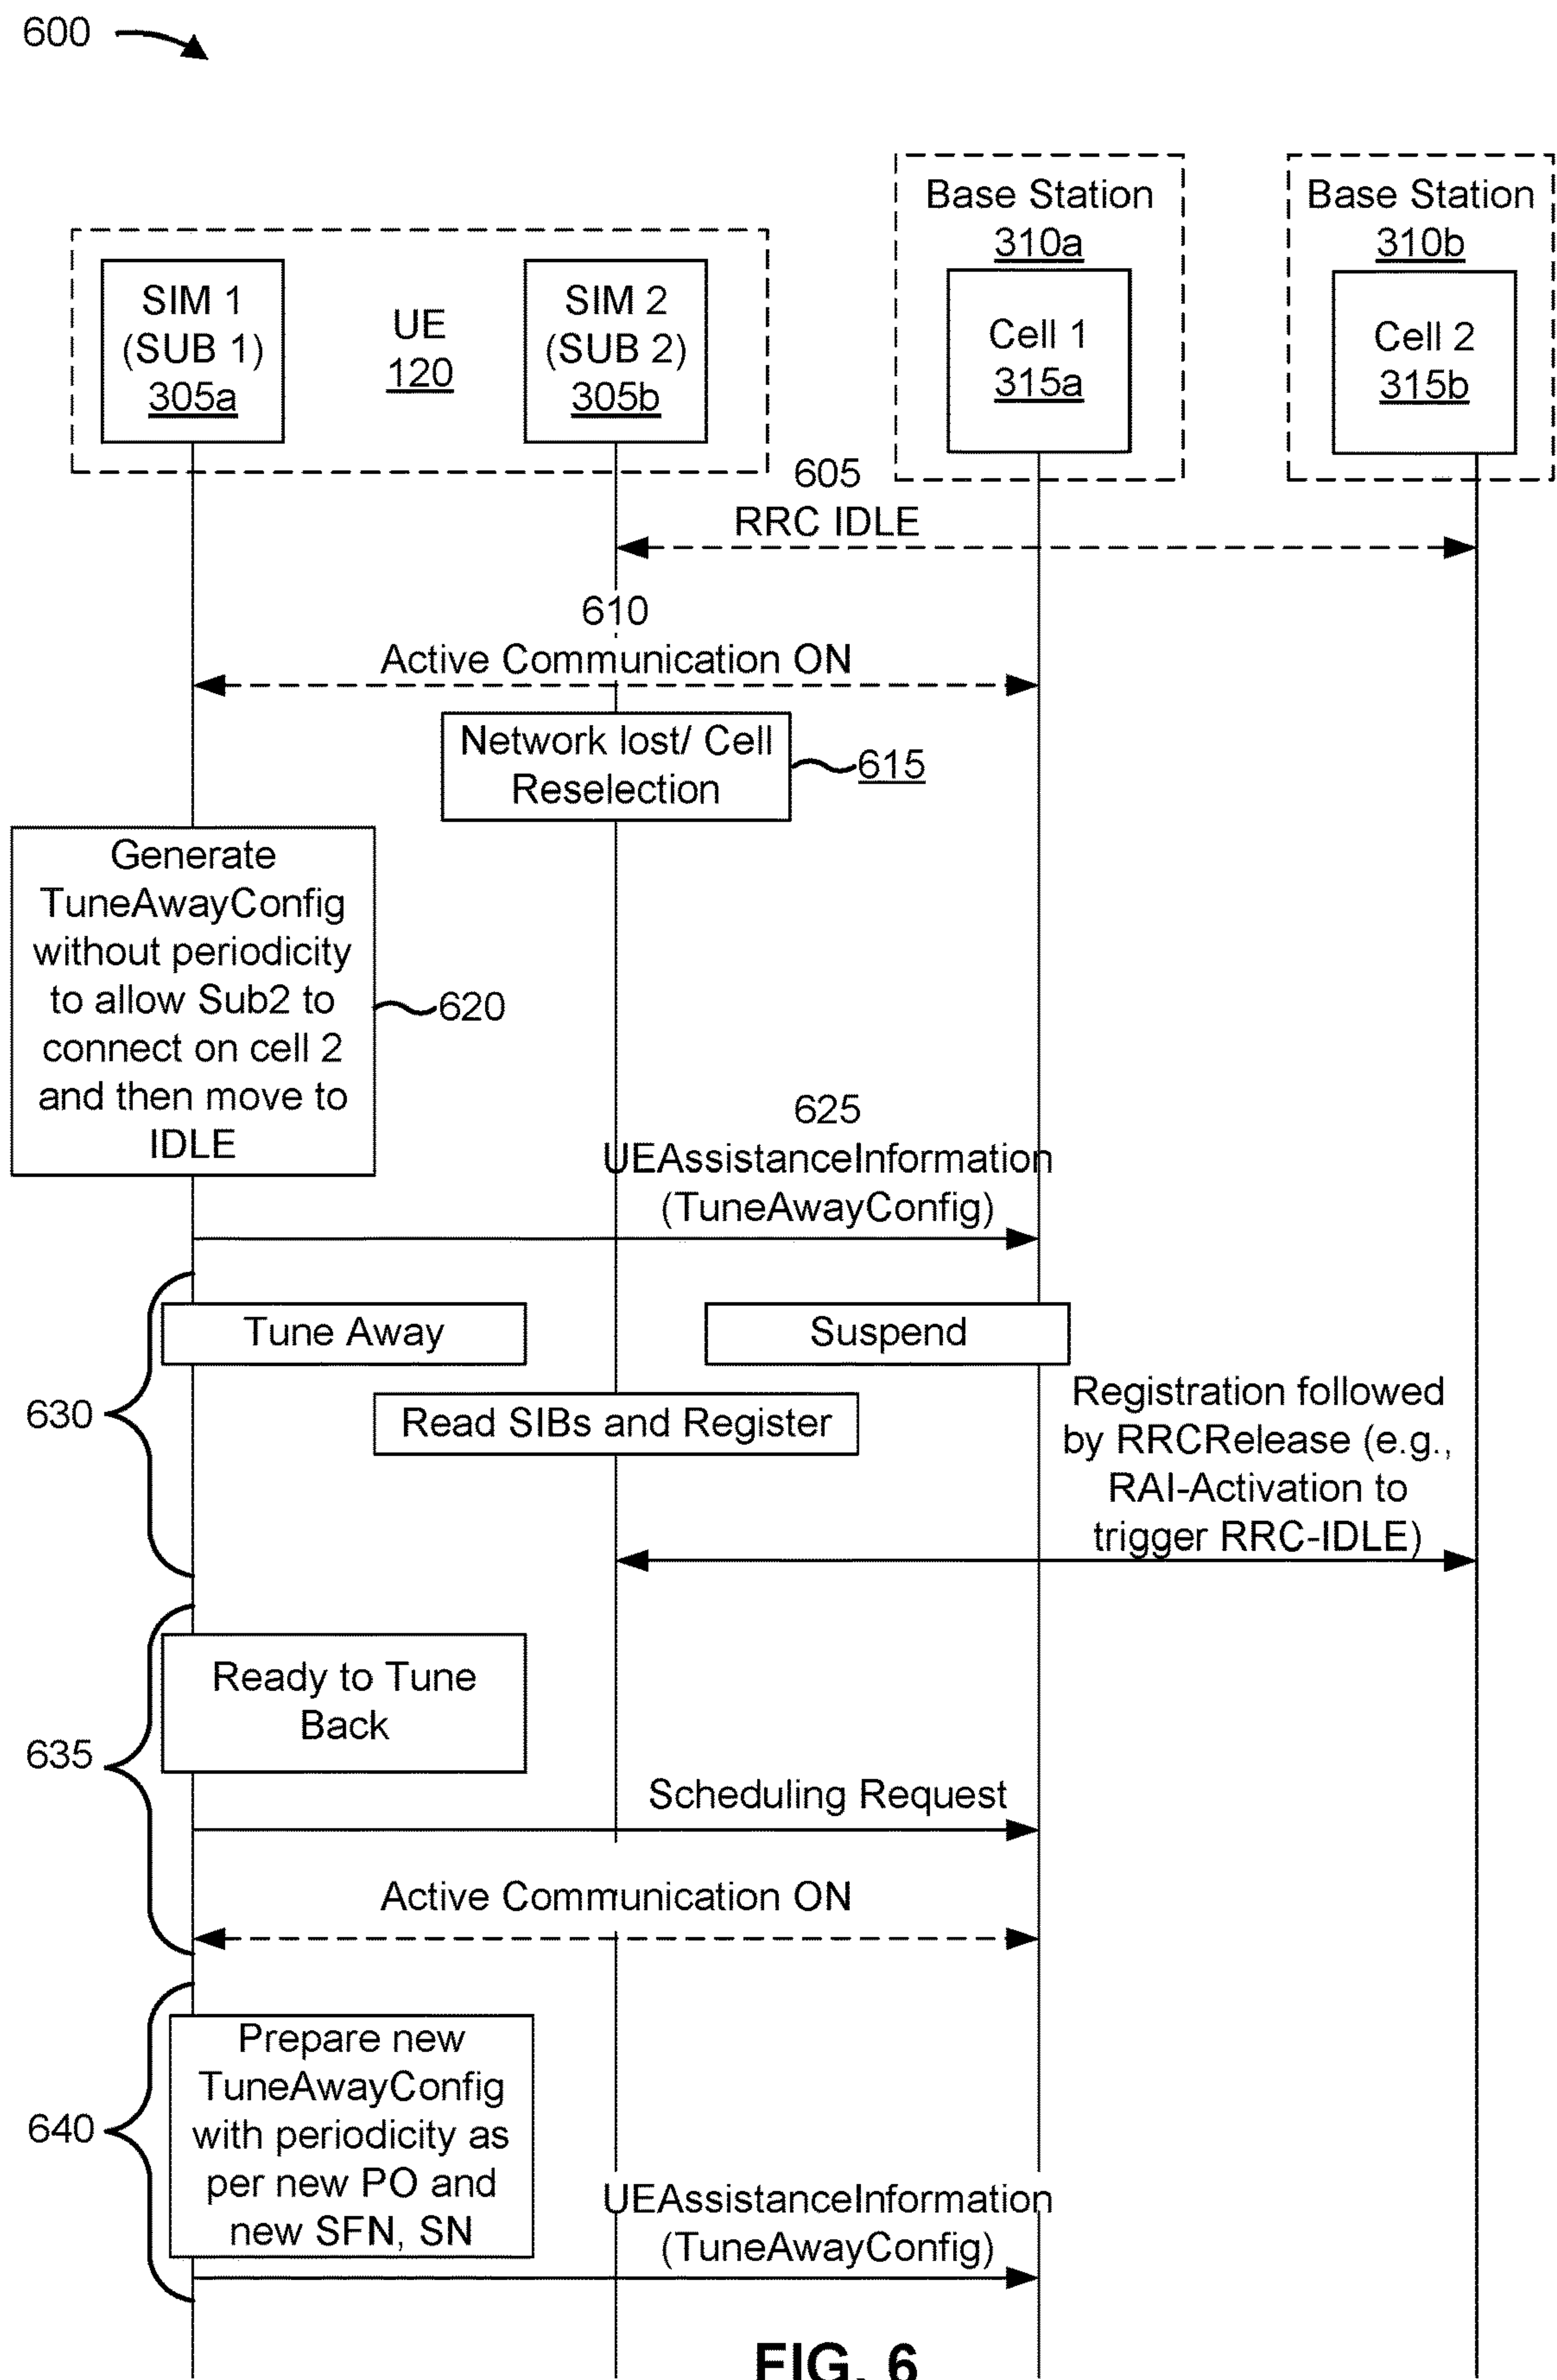 600
Base Station
310a
Base Station
310b
SIM 1
(SUB 1)
305a
UE
120
SIM 2
(SUB 2)
305b
Cell 1
315a
Cell 2
315b
605
RRC IDLE
610
Active Communication ON
Network lost/ Cell
Reselection
615
Generate
TuneAwayConfig
without periodicity
to allow Sub2 to
connect on cell 2
and then move to
IDLE
620
625
UEAssistanceInformation
(TuneAwayConfig)
630
Tune Away
Suspend
Read SIBs and Register
Registration followed
by RRCRelease (e.g.,
RAI-Activation to
trigger RRC-IDLE)
635
Ready to Tune
Back
Scheduling Request
Active Communication ON
640
Prepare new
TuneAwayConfig
with periodicity as
per new PO and
new SFN, SN
UEAssistanceInformation
(TuneAwayConfig)
FIG. 6